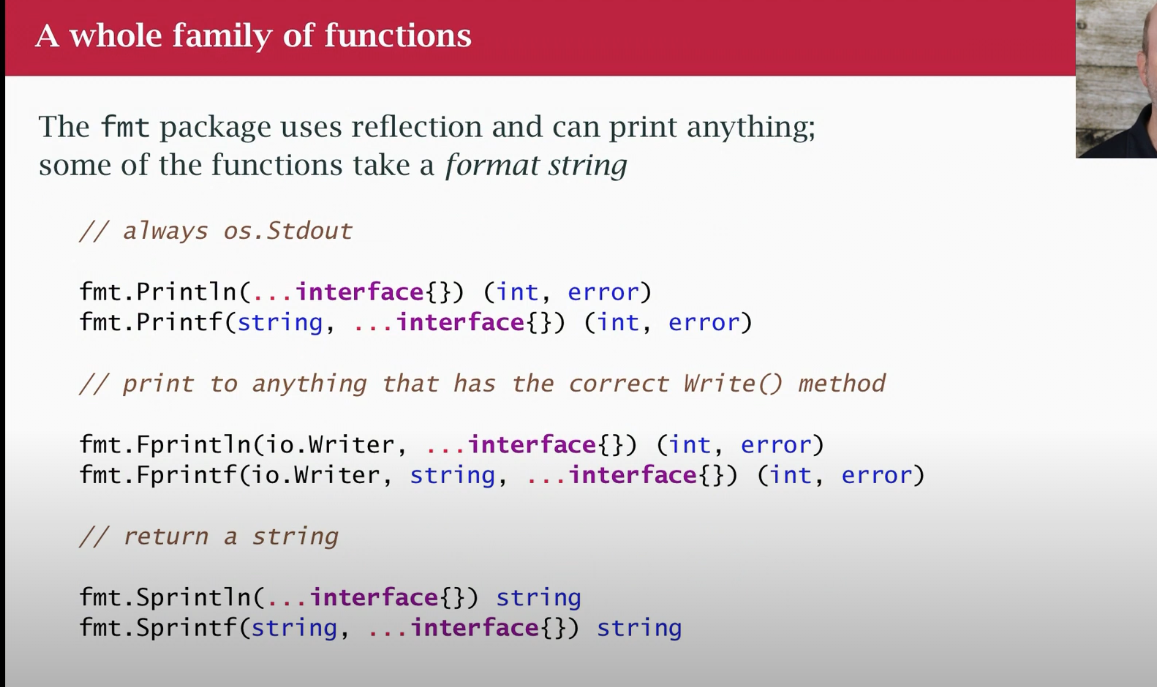 A whole family of functions
The fmt package uses reflection and can print anything;
some of the functions take a format string
// always os.Stdout
fmt.Println(...interface{}) (int, error)
fmt.Printf(string, ...interface{}) (int, error)
// print to anything that has the correct Write() method
fmt.Fprintln(io.Writer, ...interface{}) (int, error)
fmt.Fprintf(io.Writer, string, ...interface{}) (int, error)
// return a string
fmt.Sprintln(...interface{}) string
fmt.Sprintf(string, ...interface{}) string